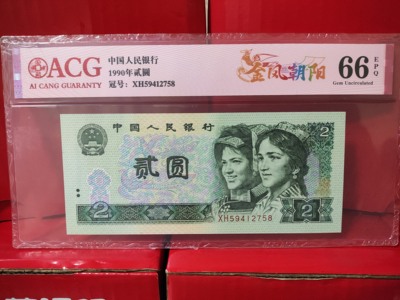 ACG
AI CANG GUARANTY
中国人民银行
1990年贰圆
冠号：XH59412758
金凤朝阳
66
EPQ
Gem Uncirculated
中国人民银行
2
贰圆
XH59412758
2
2